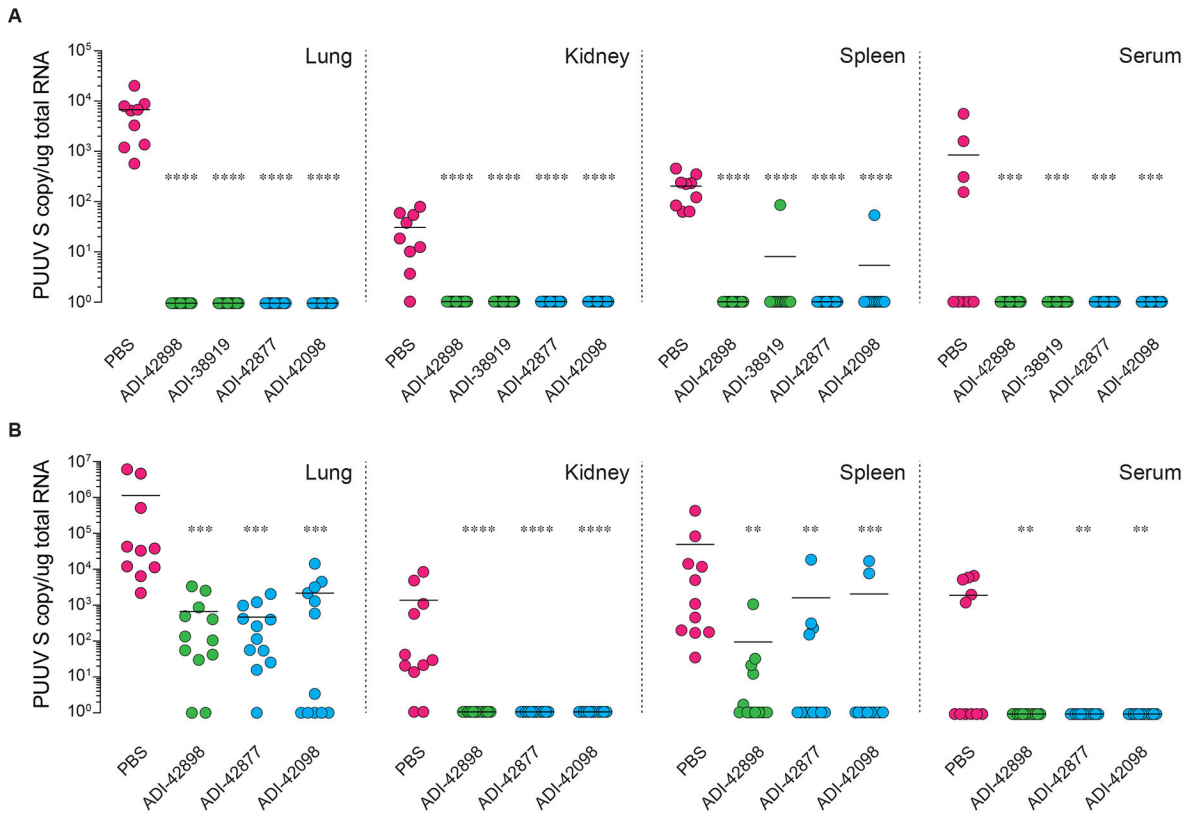 A
Lung Kidney Spleen Serum
PUUV S copy/ug total RNA
10⁵
10⁴
10³
10²
10¹
10⁰
**** **** **** **** **** **** **** **** **** **** **** **** *** *** *** ***
PBS ADI-42898 ADI-38919 ADI-42877 ADI-42098 PBS ADI-42898 ADI-38919 ADI-42877 ADI-42098 PBS ADI-42898 ADI-38919 ADI-42877 ADI-42098 PBS ADI-42898 ADI-38919 ADI-42877 ADI-42098
B
Lung Kidney Spleen Serum
PUUV S copy/ug total RNA
10⁷
10⁶
10⁵
10⁴
10³
10²
10¹
10⁰
*** *** *** **** **** **** ** ** *** ** ** **
PBS ADI-42898 ADI-42877 ADI-42098 PBS ADI-42898 ADI-42877 ADI-42098 PBS ADI-42898 ADI-42877 ADI-42098 PBS ADI-42898 ADI-42877 ADI-42098